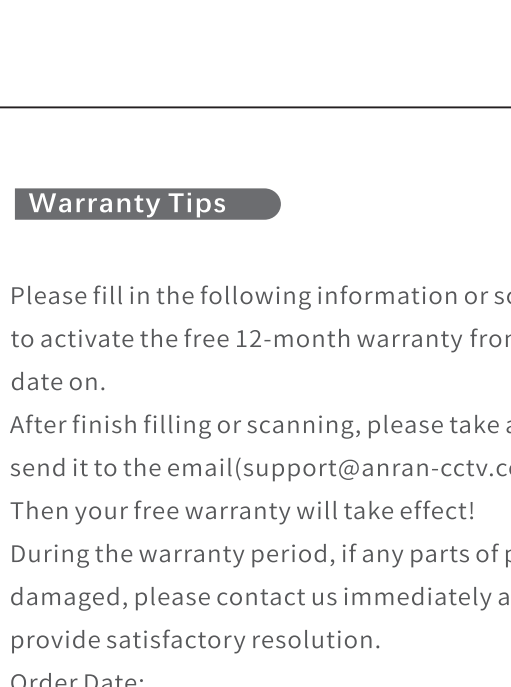 Warranty Tips
Please fill in the following information or
to activate the free 12-month warranty
date on.
After finish filling or scanning, please take
send it to the email(support@anran-cctv.c
Then your free warranty will take effect!
During the warranty period, if any parts of
damaged, please contact us immediately
provide satisfactory resolution.
Order Date: